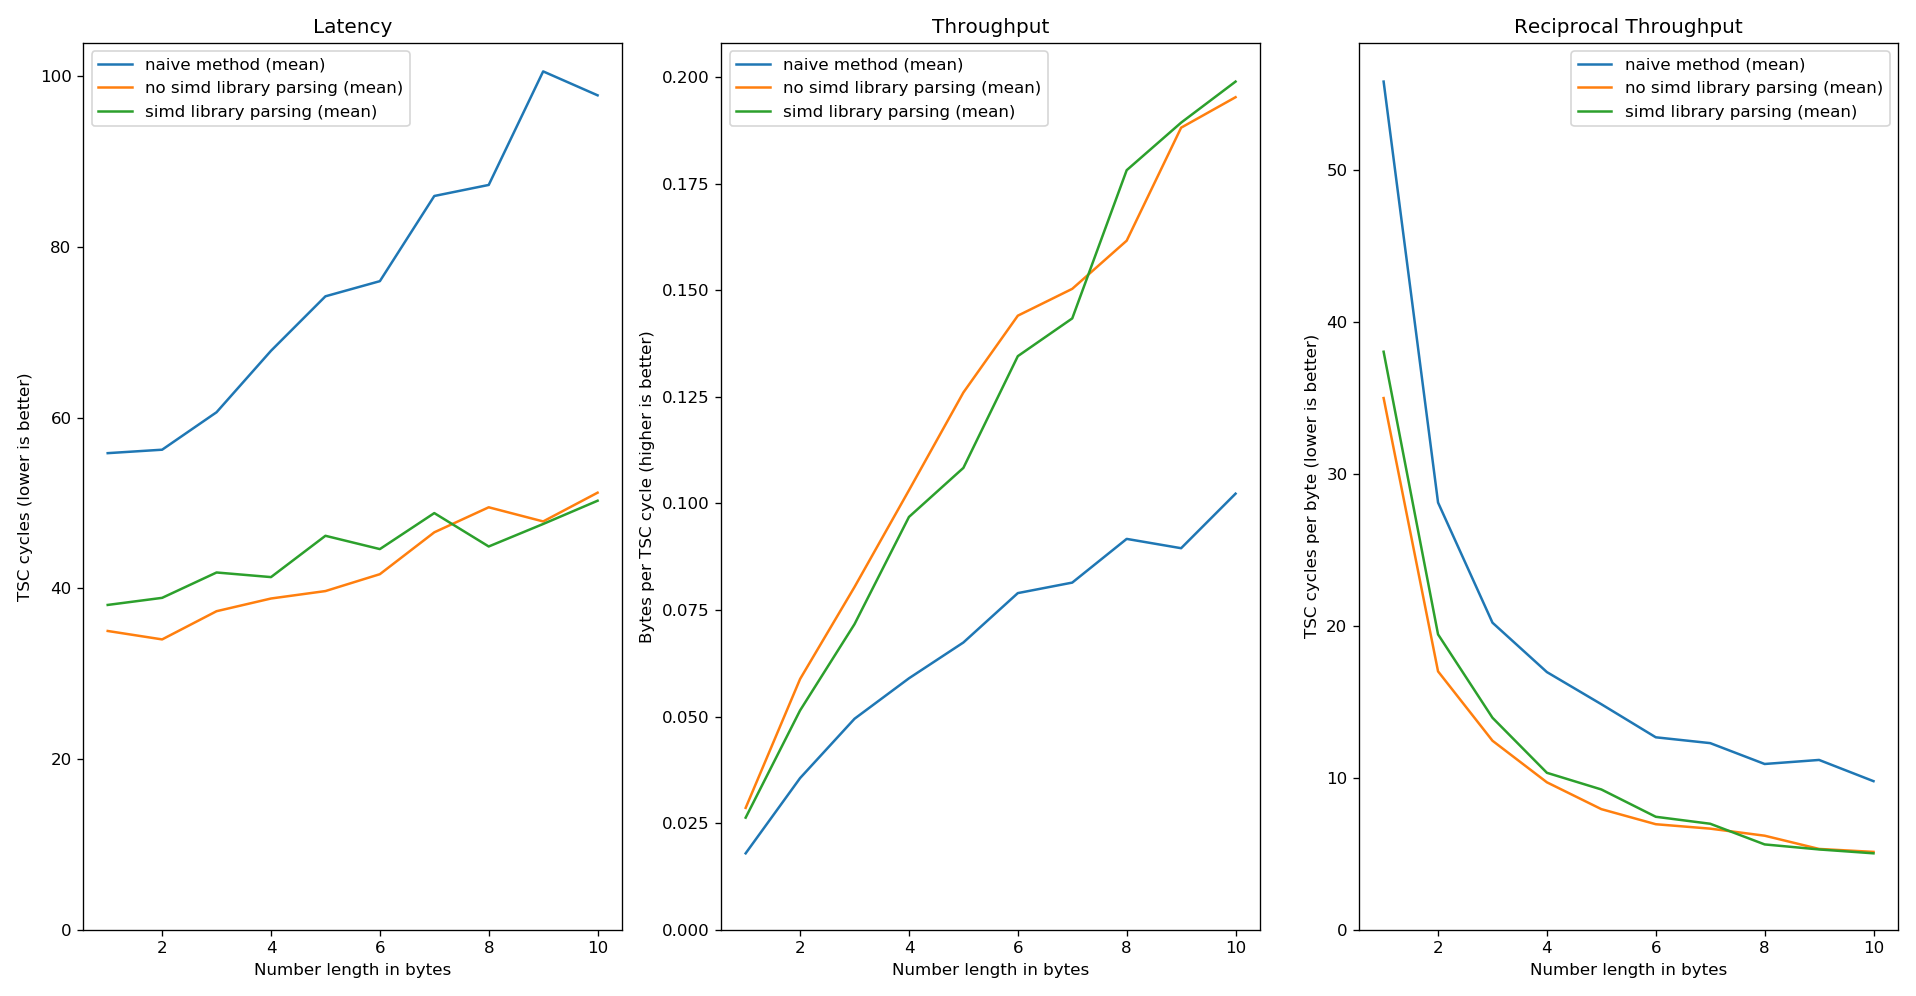 Latency
naive method (mean)
no simd library parsing (mean)
simd library parsing (mean)
TSC cycles (lower is better)
100
80
60
40
20
0
2 4 6 8 10
Number length in bytes
Throughput
naive method (mean)
no simd library parsing (mean)
simd library parsing (mean)
Bytes per TSC cycle (higher is better)
0.200
0.175
0.150
0.125
0.100
0.075
0.050
0.025
0.000
2 4 6 8 10
Number length in bytes
Reciprocal Throughput
naive method (mean)
no simd library parsing (mean)
simd library parsing (mean)
TSC cycles per byte (lower is better)
50
40
30
20
10
0
2 4 6 8 10
Number length in bytes